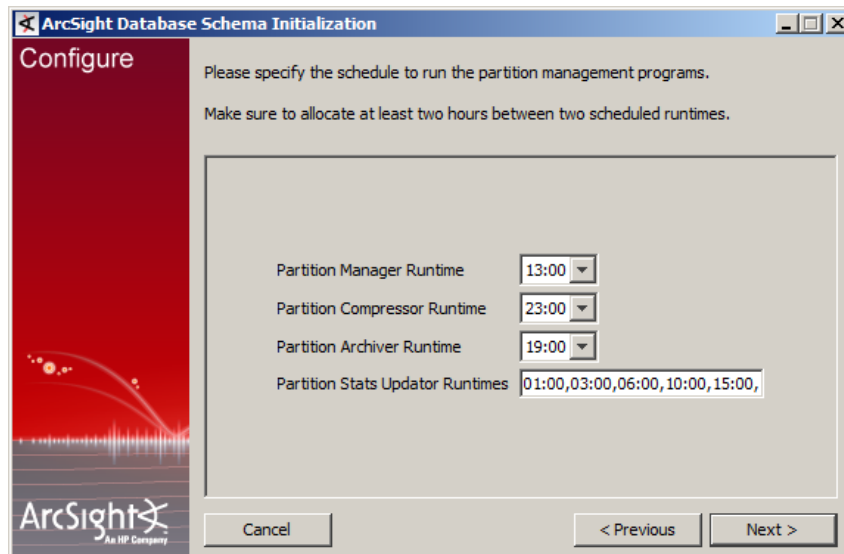 ArcSight Database Schema Initialization
Configure
Please specify the schedule to run the partition management programs.
Make sure to allocate at least two hours between two scheduled runtimes.
Partition Manager Runtime 13:00
Partition Compressor Runtime 23:00
Partition Archiver Runtime 19:00
Partition Stats Updator Runtimes 01:00,03:00,06:00,10:00,15:00,
ArcSight
An HP Company
Cancel < Previous Next >